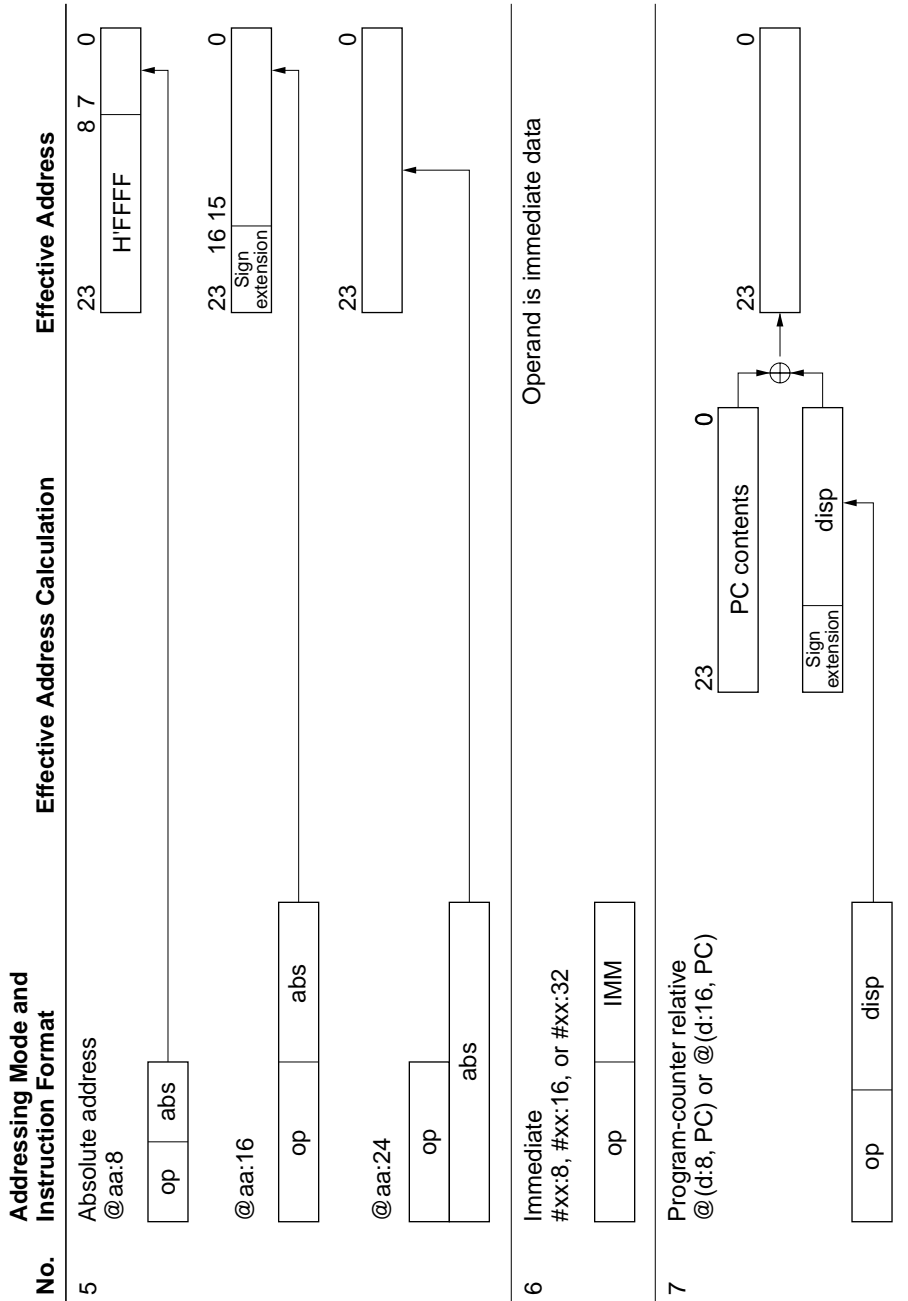 No.
Addressing Mode and
Instruction Format
Effective Address Calculation
Effective Address
5
Absolute address
@aa:8
op abs
23 8 7 0
H'FFFF
@aa:16
op abs
23 16 15 0
Sign
extension
@aa:24
op
abs
23 0
6
Immediate
#xx:8, #xx:16, or #xx:32
op IMM
Operand is immediate data
7
Program-counter relative
@(d:8, PC) or @(d:16, PC)
op disp
23 0
PC contents
Sign
extension
disp
23 0